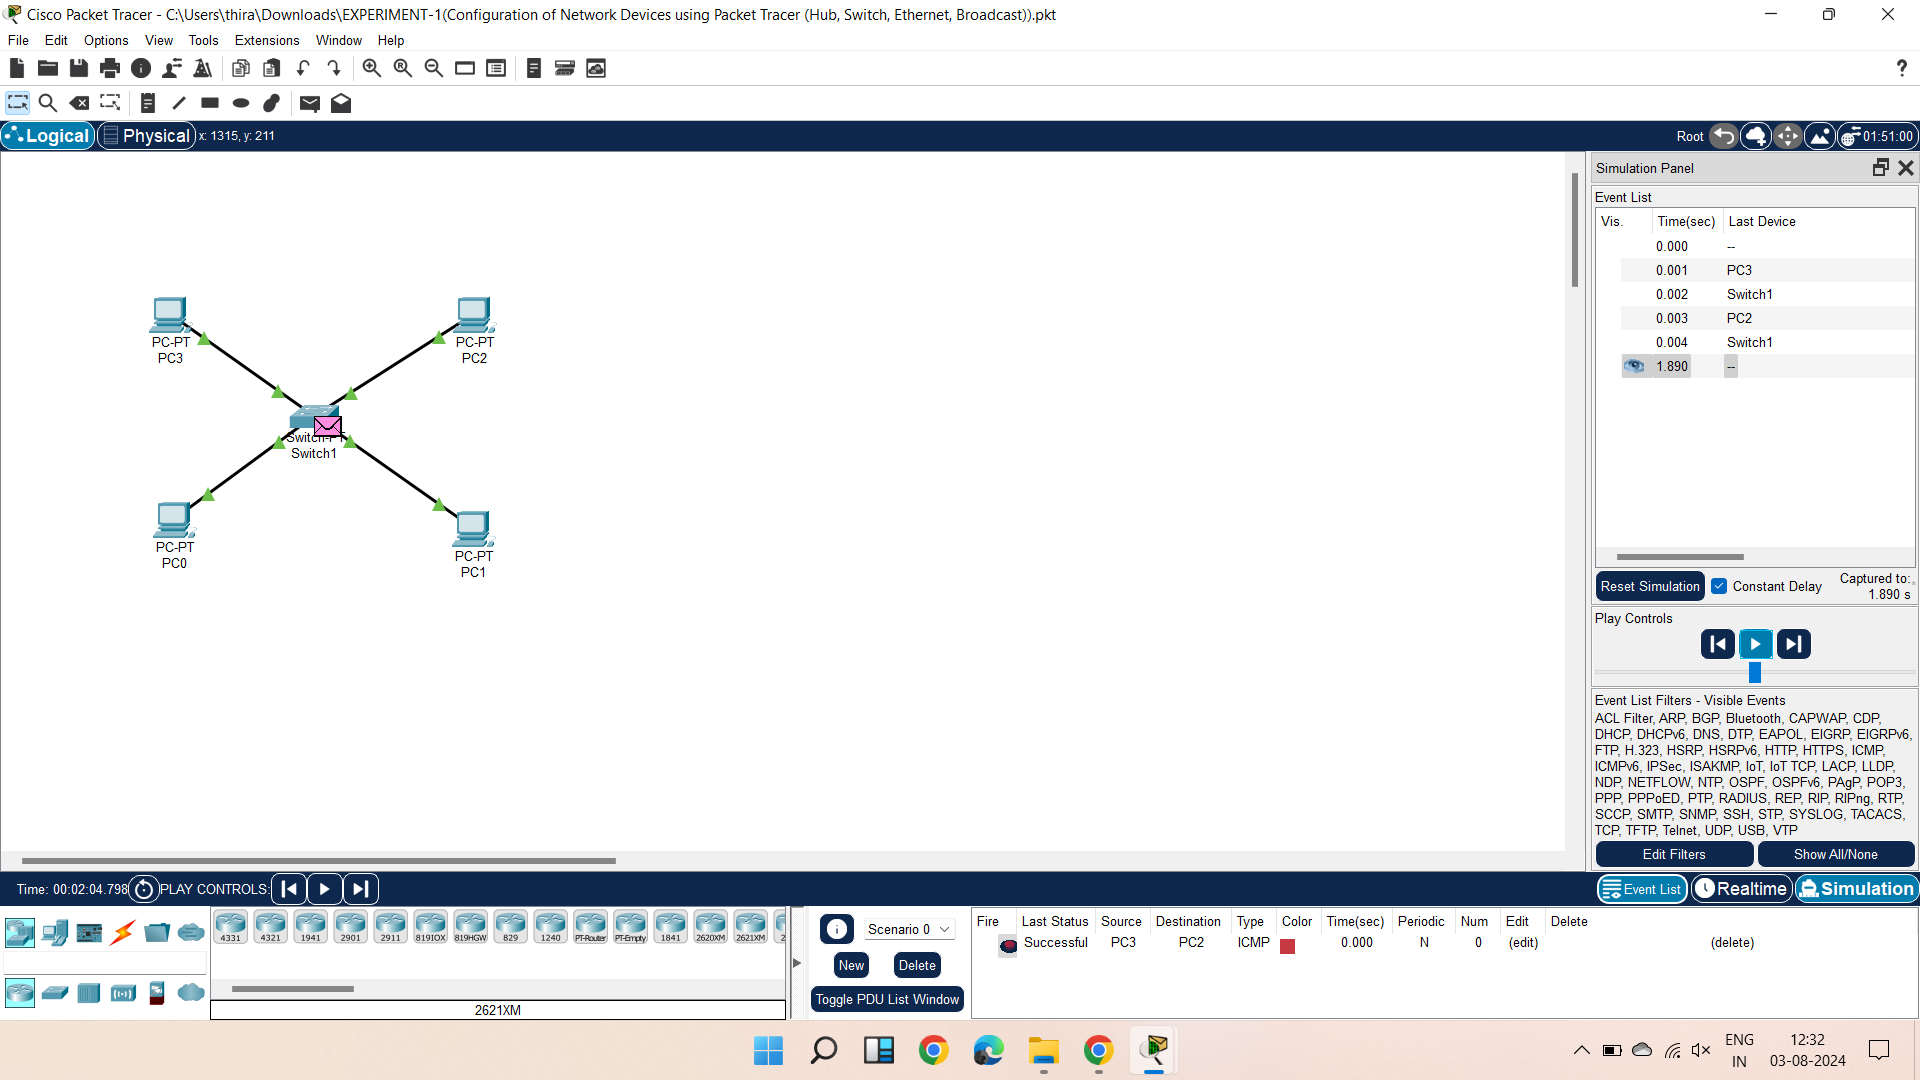 Cisco Packet Tracer - C:\Users\thira\Downloads\EXPERIMENT-1(Configuration of Network Devices using Packet Tracer (Hub, Switch, Ethernet, Broadcast)).pkt
File Edit Options View Tools Extensions Window Help
?
Logical Physical x: 1315, y: 211 Root 01:51:00
Simulation Panel
Event List
Vis. Time(sec) Last Device
0.000 --
0.001 PC3
0.002 Switch1
0.003 PC2
0.004 Switch1
1.890 --
PC-PT
PC3
PC-PT
PC2
Switch-PT
Switch1
PC-PT
PC0
PC-PT
PC1
Reset Simulation Constant Delay Captured to:
1.890 s
Play Controls
Event List Filters - Visible Events
ACL Filter, ARP, BGP, Bluetooth, CAPWAP, CDP,
DHCP, DHCPv6, DNS, DTP, EAPOL, EIGRP, EIGRPv6,
FTP, H.323, HSRP, HSRPv6, HTTP, HTTPS, ICMP,
ICMPv6, IPSec, ISAKMP, IoT, IoT TCP, LACP, LLDP,
NDP, NETFLOW, NTP, OSPF, OSPFv6, PAgP, POP3,
PPP, PPPoED, PTP, RADIUS, REP, RIP, RIPng, RTP,
SCCP, SMTP, SNMP, SSH, STP, SYSLOG, TACACS,
TCP, TFTP, Telnet, UDP, USB, VTP
Edit Filters Show All/None
Time: 00:02:04.798 PLAY CONTROLS: Event List Realtime Simulation
4331 4321 1941 2901 2911 819IOX 819HGW 829 1240 PT-Router PT-Empty 1841 2620XM 2621XM 2
2621XM
Scenario 0
New Delete
Toggle PDU List Window
Fire Last Status Source Destination Type Color Time(sec) Periodic Num Edit Delete
Successful PC3 PC2 ICMP 0.000 N 0 (edit) (delete)
ENG
IN
12:32
03-08-2024